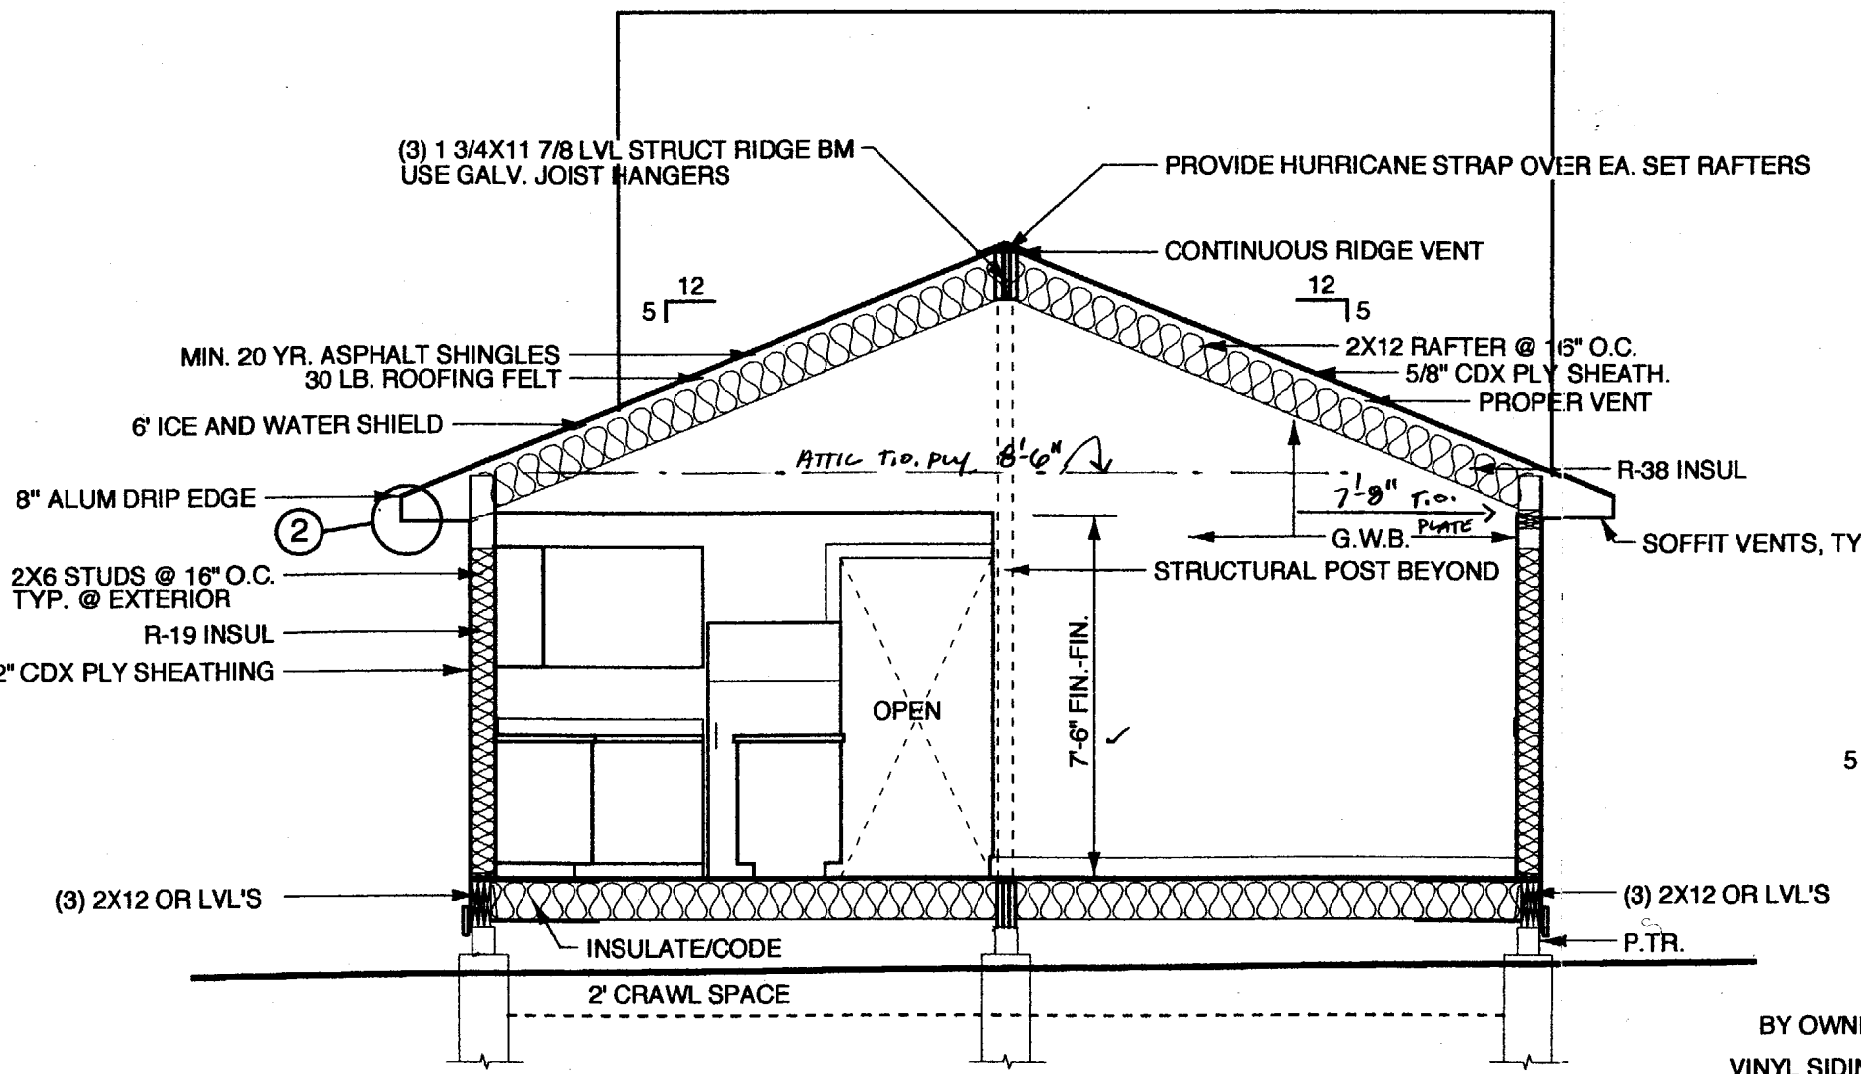 (3) 1 3/4X11 7/8 LVL STRUCT RIDGE BM
USE GALV. JOIST HANGERS
PROVIDE HURRICANE STRAP OVER EA. SET RAFTERS
CONTINUOUS RIDGE VENT
12
5
12
5
MIN. 20 YR. ASPHALT SHINGLES
30 LB. ROOFING FELT
2X12 RAFTER @ 16" O.C.
5/8" CDX PLY SHEATH.
PROPER VENT
6' ICE AND WATER SHIELD
ATTIC T.O. PLY 8'-6"
R-38 INSUL
8" ALUM DRIP EDGE
2
7'-8" T.O.
PLATE
G.W.B.
SOFFIT VENTS, TY
STRUCTURAL POST BEYOND
2X6 STUDS @ 16" O.C.
TYP. @ EXTERIOR
R-19 INSUL
2" CDX PLY SHEATHING
OPEN
7'-6" FIN.-FIN.
5
(3) 2X12 OR LVL'S
(3) 2X12 OR LVL'S
INSULATE/CODE
P.TR.
2' CRAWL SPACE
BY OWN
VINYL SIDIN